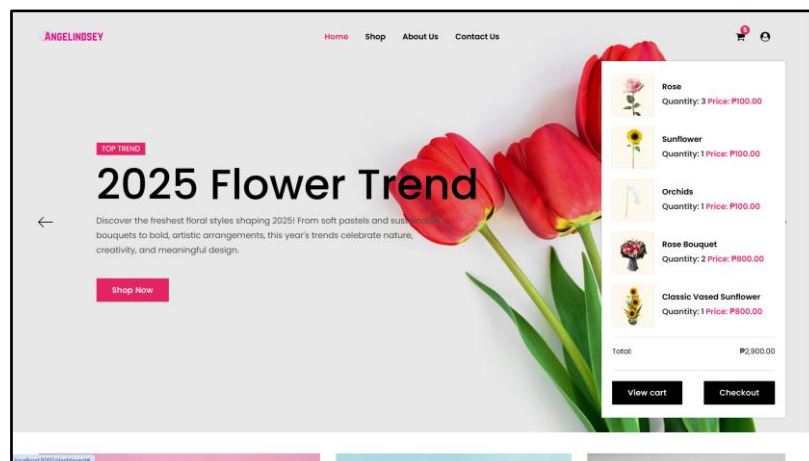 ANGELINDSEY
Home Shop About Us Contact Us
5
TOP TREND
2025 Flower Trend
Discover the freshest floral styles shaping 2025! From soft pastels and sustainable
bouquets to bold, artistic arrangements, this year's trends celebrate nature,
creativity, and meaningful design.
Shop Now
Rose
Quantity: 3 Price: ₱100.00
Sunflower
Quantity: 1 Price: ₱100.00
Orchids
Quantity: 1 Price: ₱100.00
Rose Bouquet
Quantity: 2 Price: ₱800.00
Classic Vased Sunflower
Quantity: 1 Price: ₱800.00
Total: ₱2,900.00
View cart Checkout